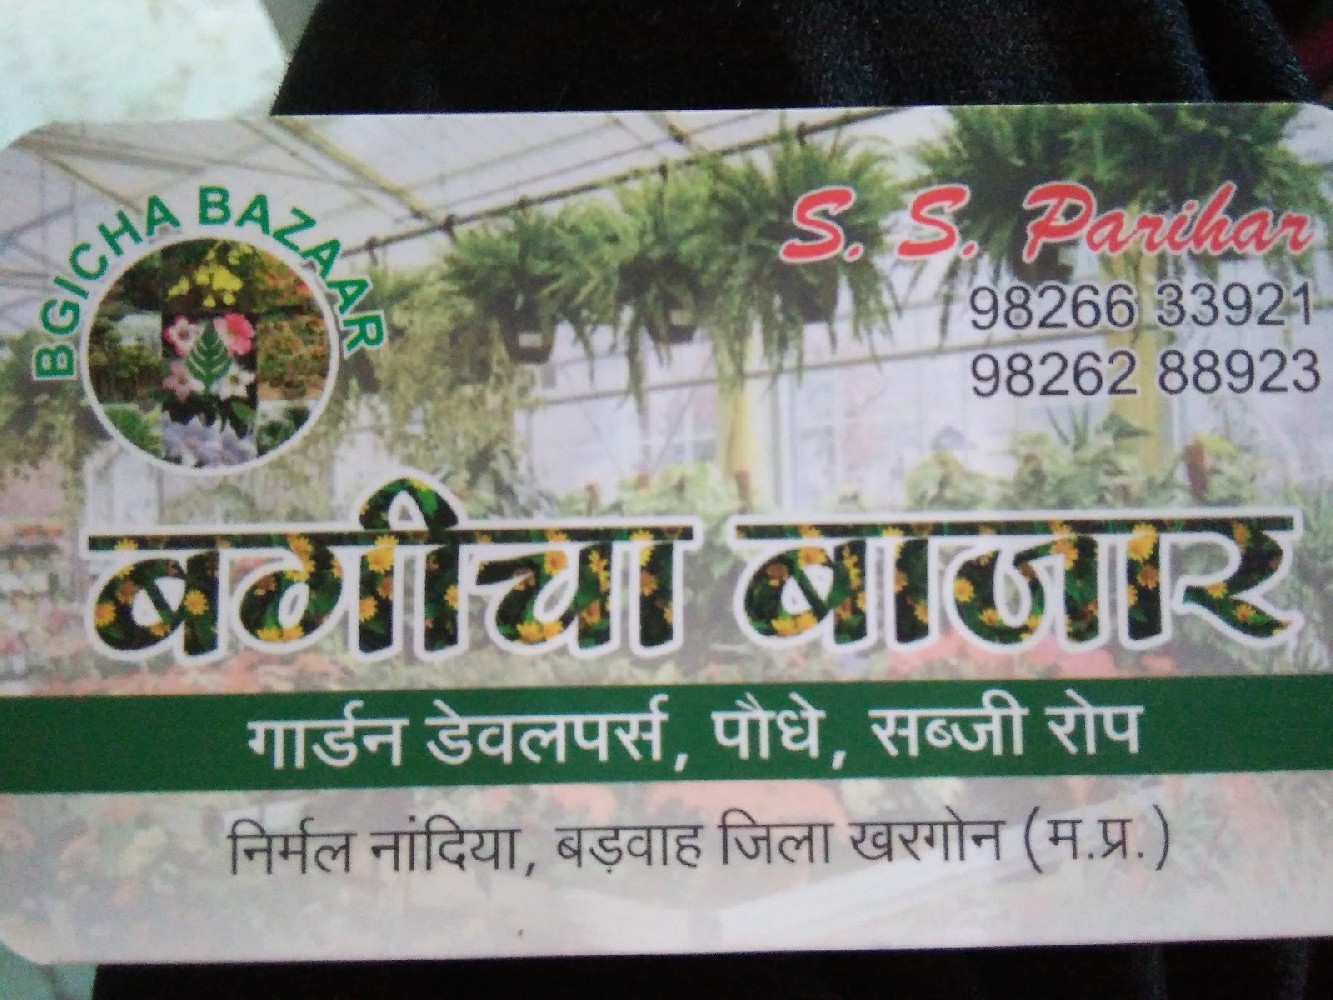 BGICHA BAZAAR
S. S. Parihar
98266 33921
98262 88923
बगीचा बाजार
गार्डन डेवलपर्स, पौधे, सब्जी रोप
निर्मल नांदिया, बड़वाह जिला खरगोन (म.प्र.)